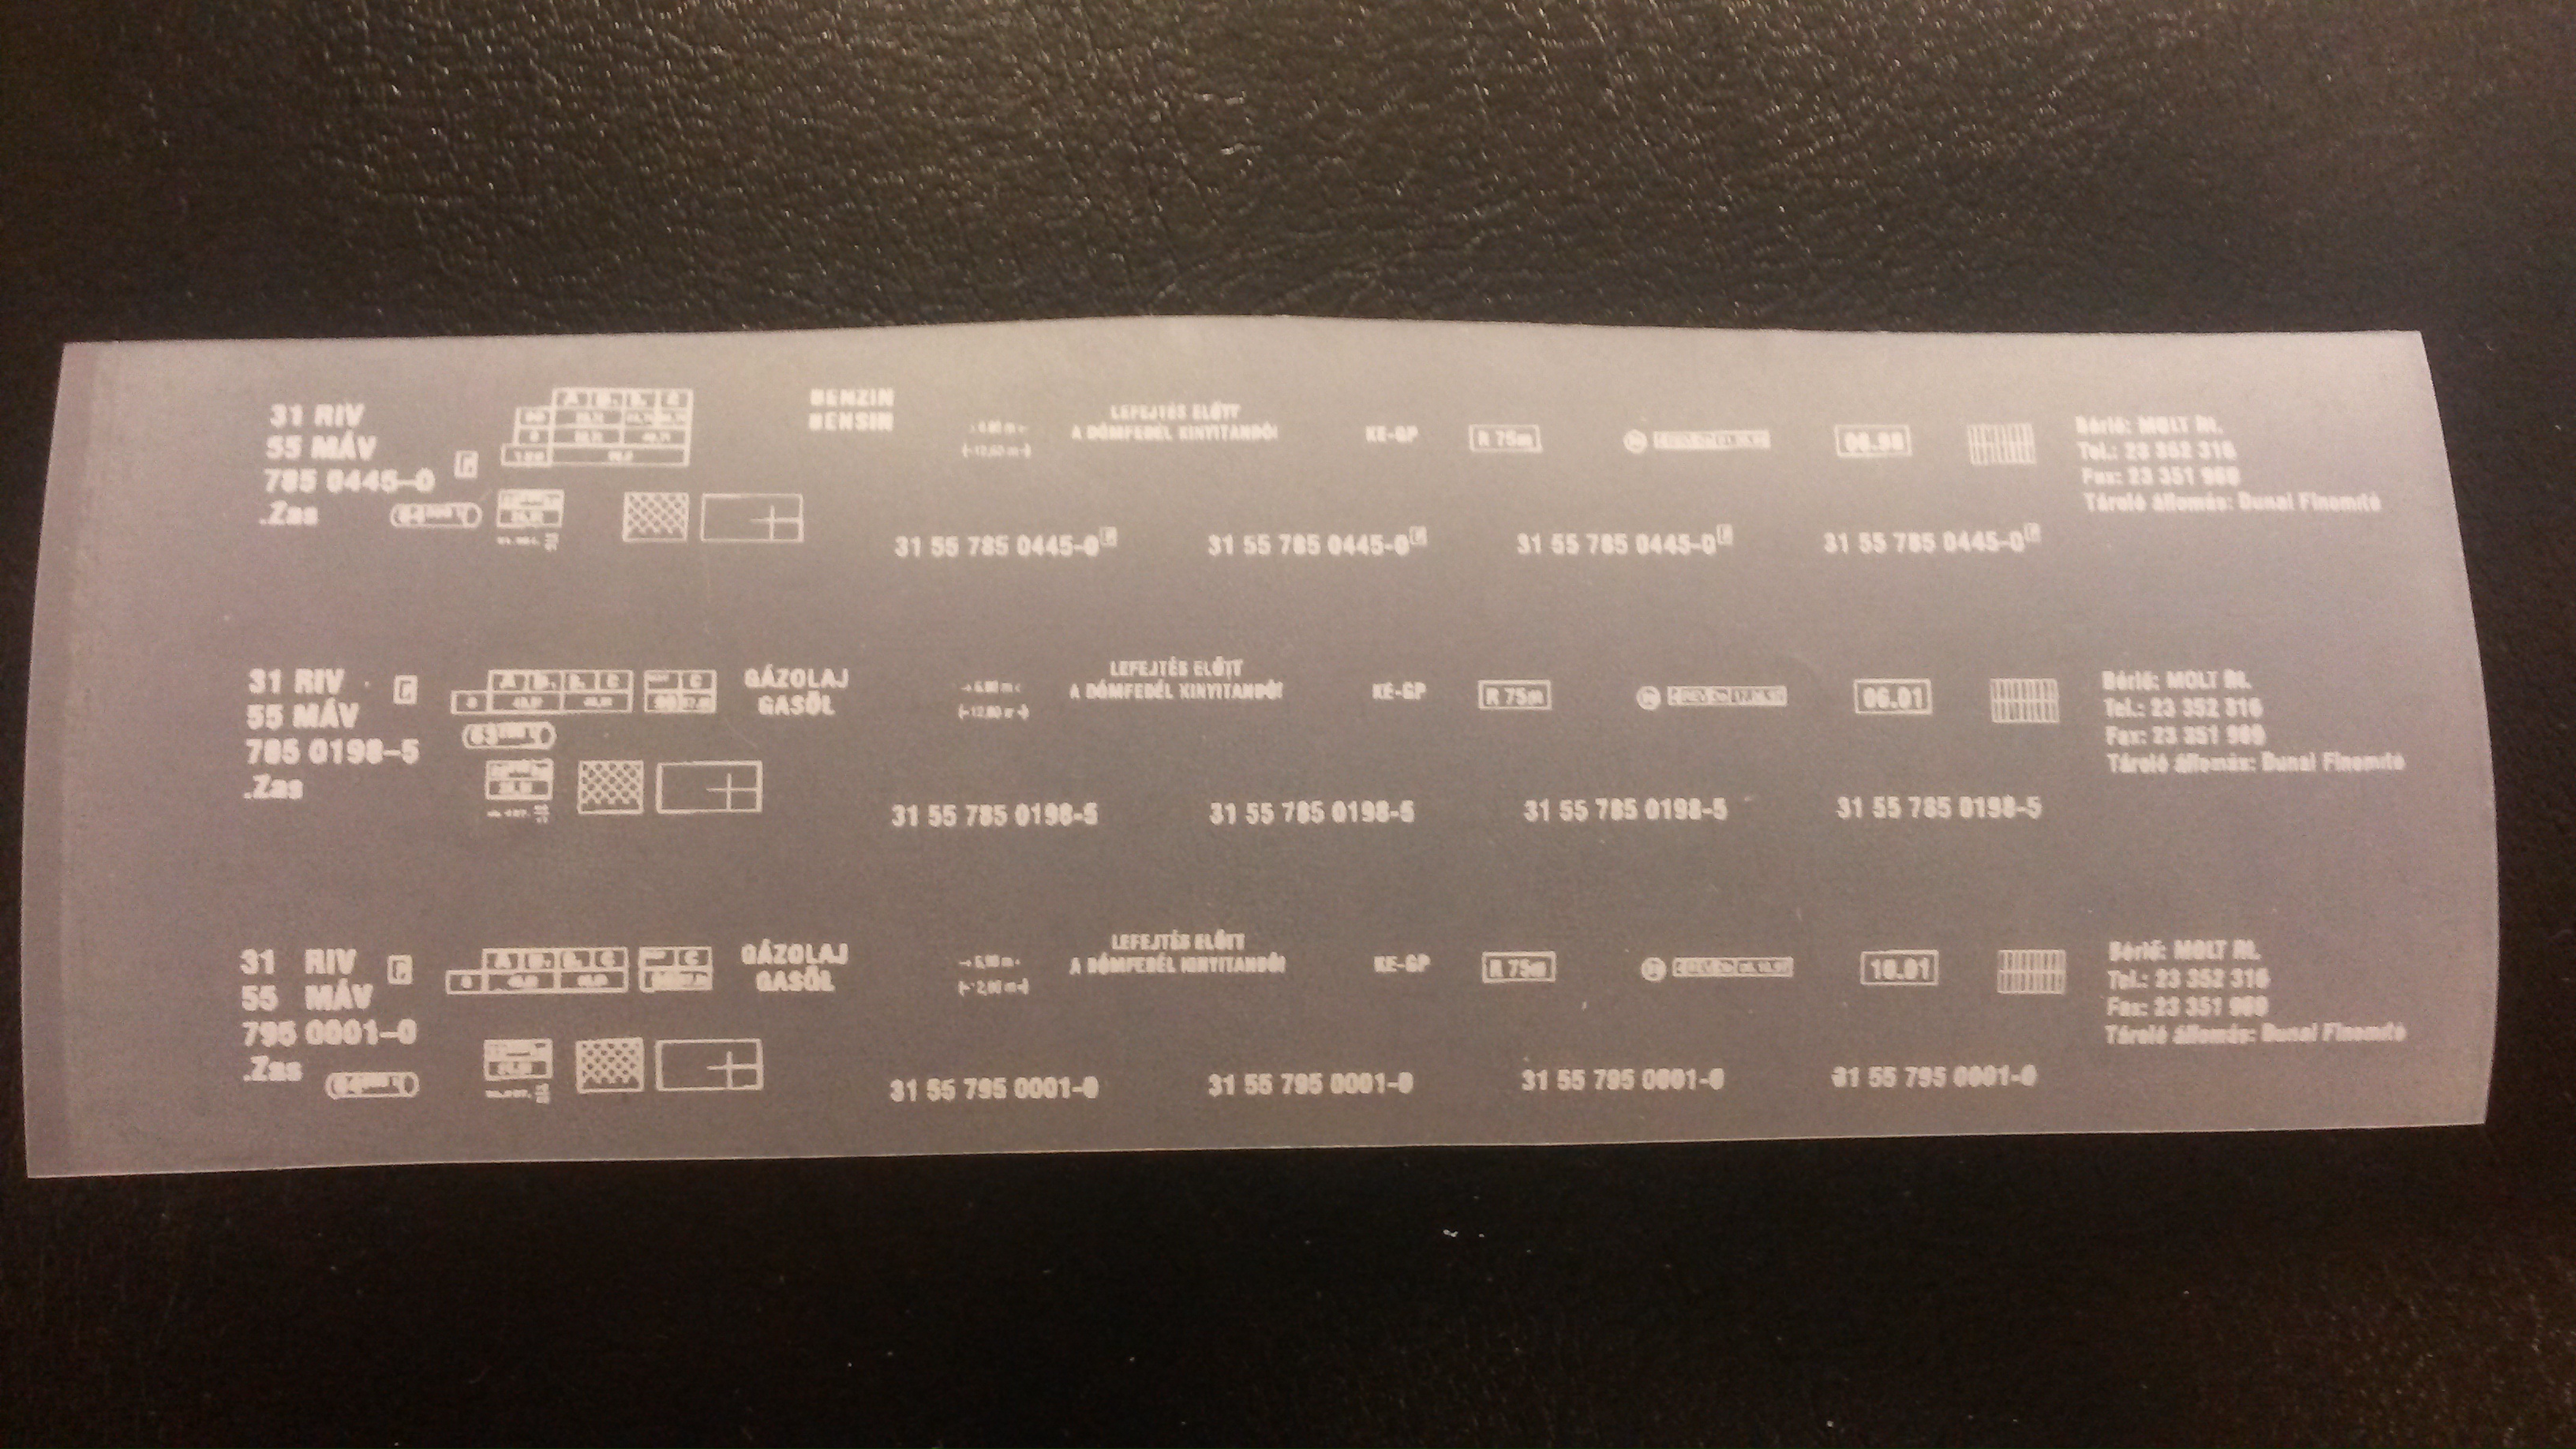 31 RIV
55 MÁV
785 0445-0
.Zas
A
BENZIN
BENSIN
LEFEJTÉS ELŐTT
A DÓMFEDÉL KINYITANDÓ!
KE-GP
R 75m
06.98
Bérlő: MOLT Rt.
Tel.: 23 352 316
Fax: 23 351 980
Tároló állomás: Dunai Finomító
31 55 785 0445-0
31 55 785 0445-0
31 55 785 0445-0
31 55 785 0445-0
31 RIV
55 MÁV
785 0198-5
.Zas
A
C
GÁZOLAJ
GASÖL
LEFEJTÉS ELŐTT
A DÓMFEDÉL KINYITANDÓ!
KE-GP
R 75m
06.01
Bérlő: MOLT Rt.
Tel.: 23 352 316
Fax: 23 351 980
Tároló állomás: Dunai Finomító
31 55 785 0198-5
31 55 785 0198-5
31 55 785 0198-5
31 55 785 0198-5
31 RIV
55 MÁV
795 0001-0
.Zas
A
C
GÁZOLAJ
GASÖL
LEFEJTÉS ELŐTT
A DÓMFEDÉL KINYITANDÓ!
KE-GP
R 75m
10.01
Bérlő: MOLT Rt.
Tel.: 23 352 316
Fax: 23 351 980
Tároló állomás: Dunai Finomító
31 55 795 0001-0
31 55 795 0001-0
31 55 795 0001-0
31 55 795 0001-0